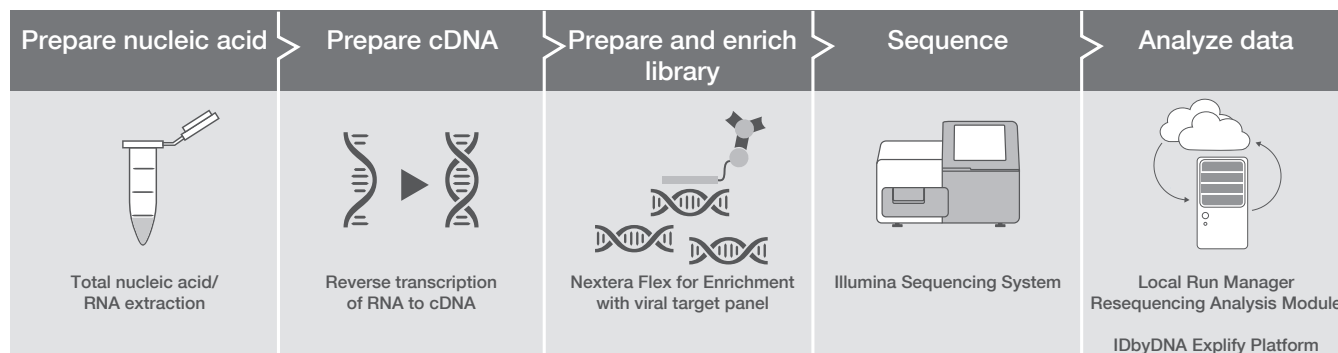 Prepare nucleic acid
Prepare cDNA
Prepare and enrich
library
Sequence
Analyze data
Total nucleic acid/
RNA extraction
Reverse transcription
of RNA to cDNA
Nextera Flex for Enrichment
with viral target panel
Illumina Sequencing System
Local Run Manager
Resequencing Analysis Module
IDbyDNA Explify Platform